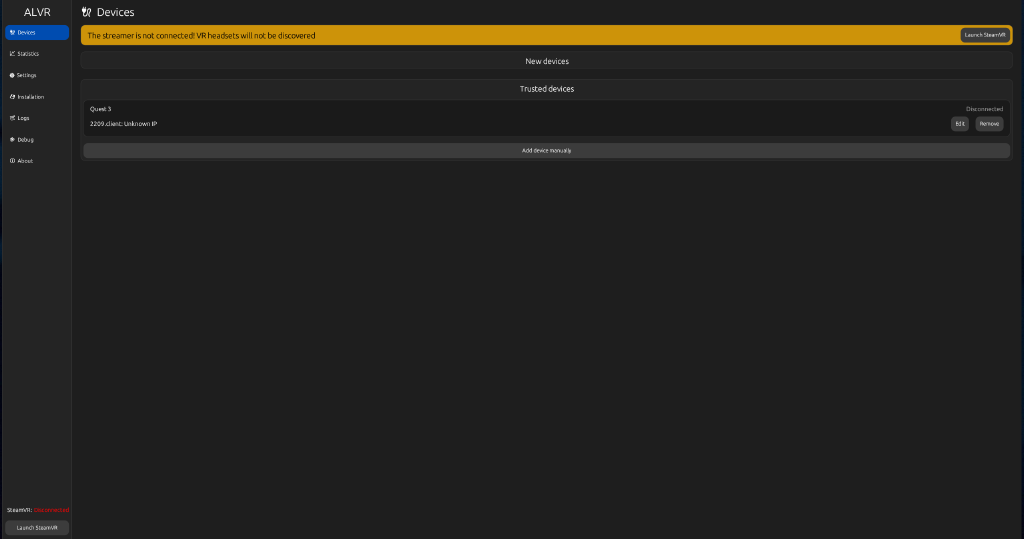 ALVR
Devices
Statistics
Settings
Installation
Logs
Debug
About
SteamVR: Disconnected
Launch SteamVR
Devices
The streamer is not connected! VR headsets will not be discovered
Launch SteamVR
New devices
Trusted devices
Quest 3
Disconnected
2209.client: Unknown IP
Edit
Remove
Add device manually